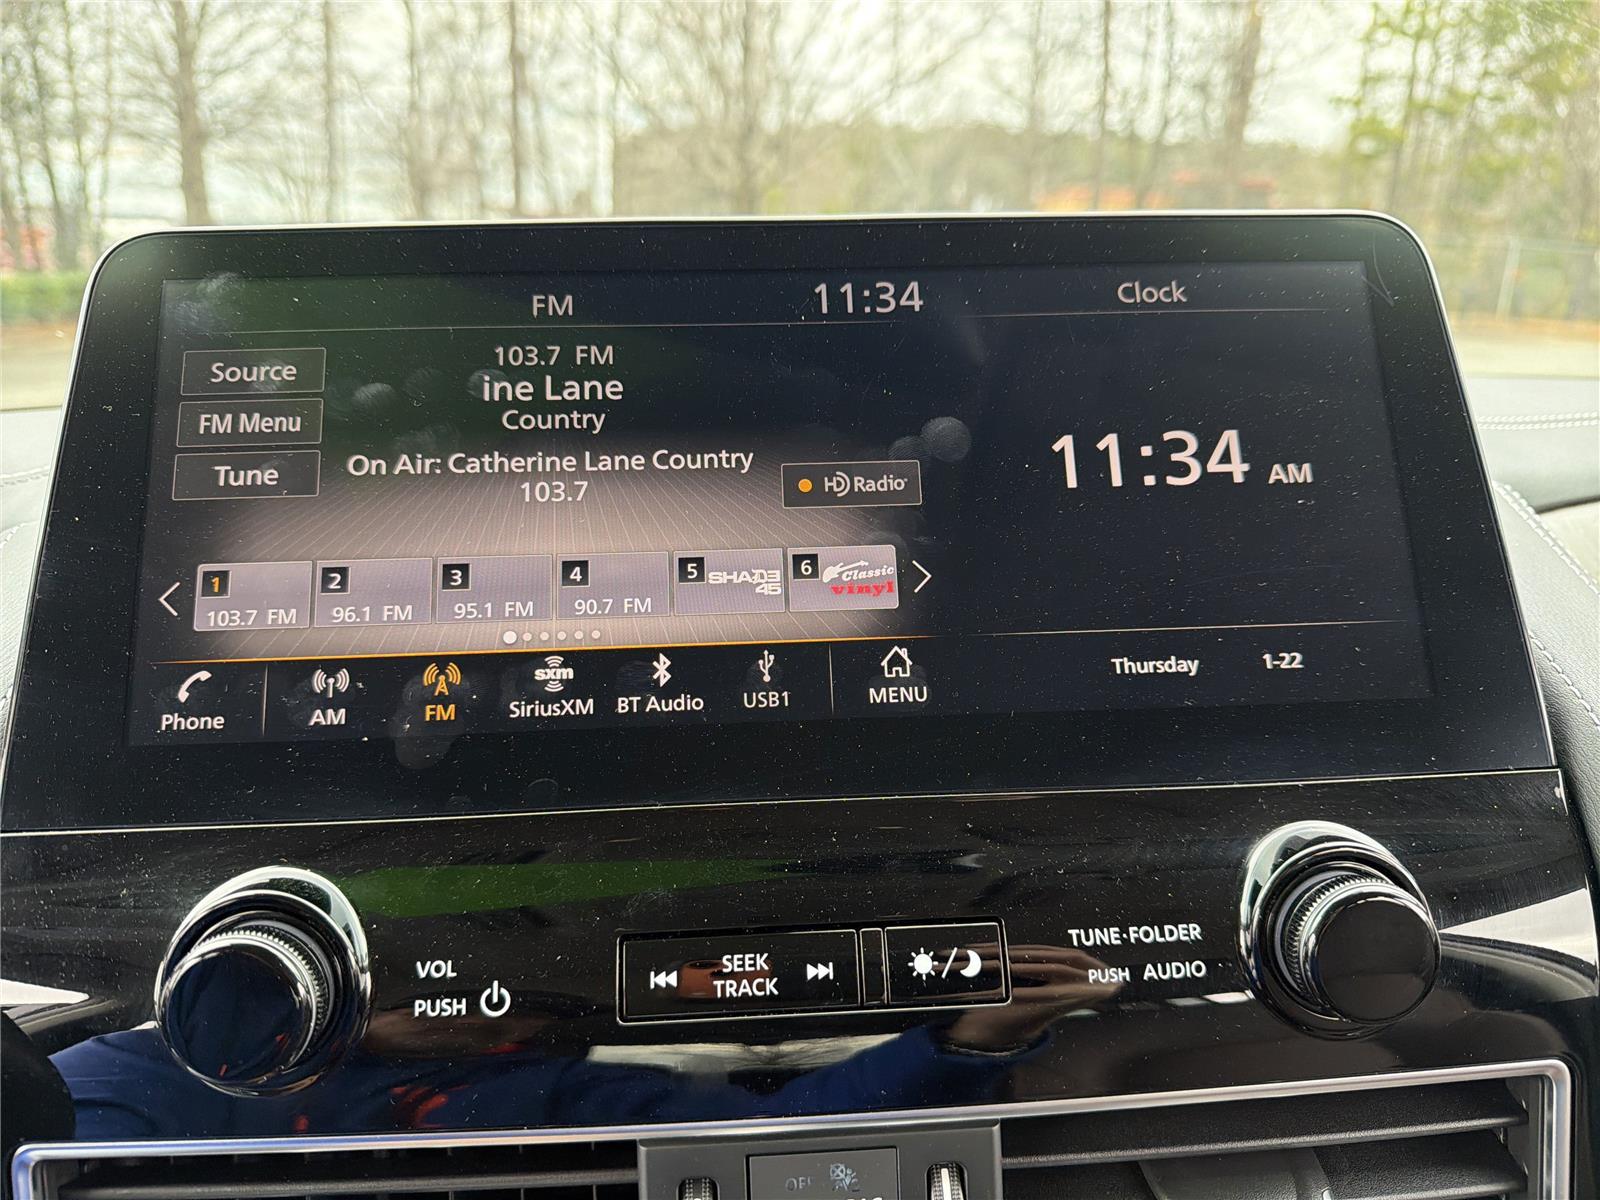 FM
11:34
Clock
Source
FM Menu
Tune
103.7 FM
ine Lane
Country
On Air: Catherine Lane Country
103.7
HD Radio
11:34 AM
1
103.7 FM
2
96.1 FM
3
95.1 FM
4
90.7 FM
5
SHADE
45
6
Classic
vinyl
Thursday
1-22
Phone
AM
FM
sxm
SiriusXM
BT Audio
USB1
MENU
VOL
PUSH
SEEK
TRACK
TUNE·FOLDER
PUSH AUDIO